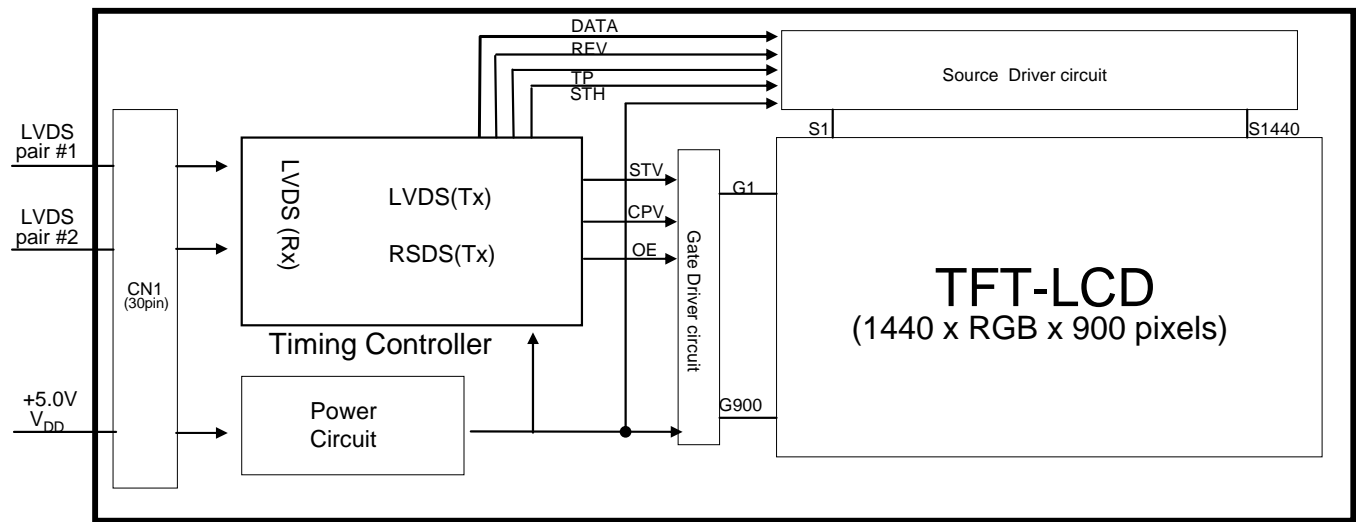 DATA
REV
TP
STH
Source Driver circuit
S1
S1440
LVDS
pair #1
LVDS
pair #2
+5.0V
VDD
CN1
(30pin)
LVDS (Rx)
LVDS(Tx)
RSDS(Tx)
Timing Controller
Power
Circuit
STV
CPV
OE
Gate Driver circuit
G1
G900
TFT-LCD
(1440 x RGB x 900 pixels)